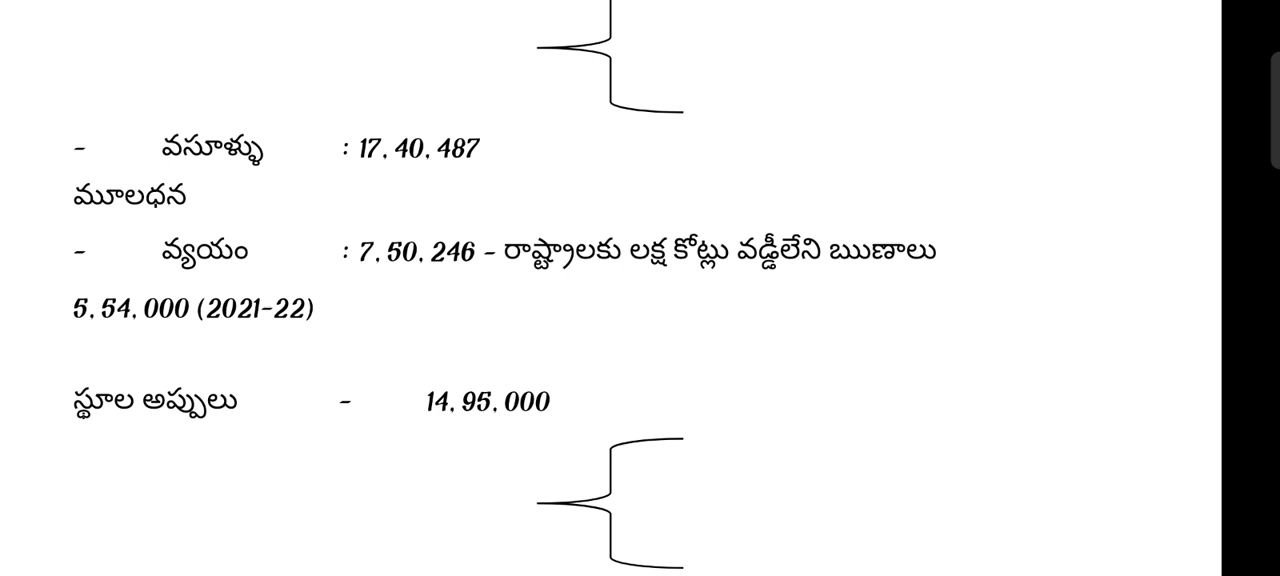 - వసూళ్ళు : 17,40,487
మూలధన
- వ్యయం : 7,50,246 - రాష్ట్రాలకు లక్ష కోట్లు వడ్డీలేని ఋణాలు
5,54,000 (2021-22)
స్థూల అప్పులు - 14,95,000